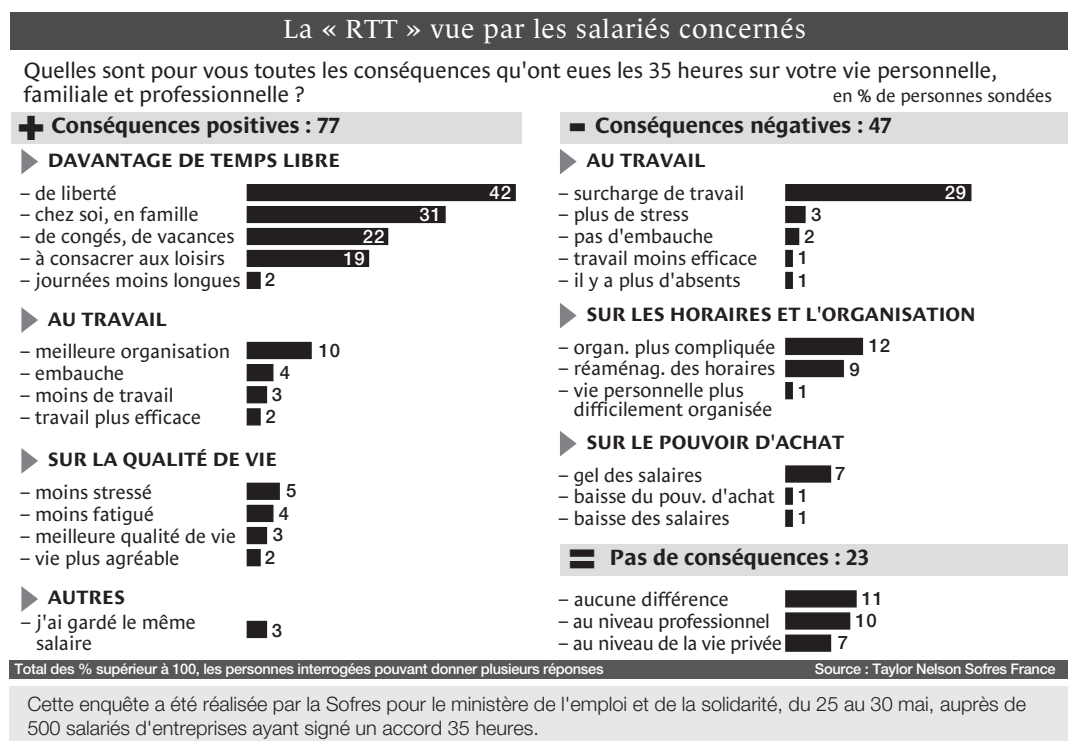 La « RTT » vue par les salariés concernés
Quelles sont pour vous toutes les conséquences qu'ont eues les 35 heures sur votre vie personnelle,
familiale et professionnelle ?
en % de personnes sondées
+ Conséquences positives : 77
DAVANTAGE DE TEMPS LIBRE
– de liberté 42
– chez soi, en famille 31
– de congés, de vacances 22
– à consacrer aux loisirs 19
– journées moins longues 2
AU TRAVAIL
– meilleure organisation 10
– embauche 4
– moins de travail 3
– travail plus efficace 2
SUR LA QUALITÉ DE VIE
– moins stressé 5
– moins fatigué 4
– meilleure qualité de vie 3
– vie plus agréable 2
AUTRES
– j'ai gardé le même
salaire 3
- Conséquences négatives : 47
AU TRAVAIL
– surcharge de travail 29
– plus de stress 3
– pas d'embauche 2
– travail moins efficace 1
– il y a plus d'absents 1
SUR LES HORAIRES ET L'ORGANISATION
– organ. plus compliquée 12
– réaménag. des horaires 9
– vie personnelle plus 1
difficilement organisée
SUR LE POUVOIR D'ACHAT
– gel des salaires 7
– baisse du pouv. d'achat 1
– baisse des salaires 1
= Pas de conséquences : 23
– aucune différence 11
– au niveau professionnel 10
– au niveau de la vie privée 7
Total des % supérieur à 100, les personnes interrogées pouvant donner plusieurs réponses
Source : Taylor Nelson Sofres France
Cette enquête a été réalisée par la Sofres pour le ministère de l'emploi et de la solidarité, du 25 au 30 mai, auprès de
500 salariés d'entreprises ayant signé un accord 35 heures.